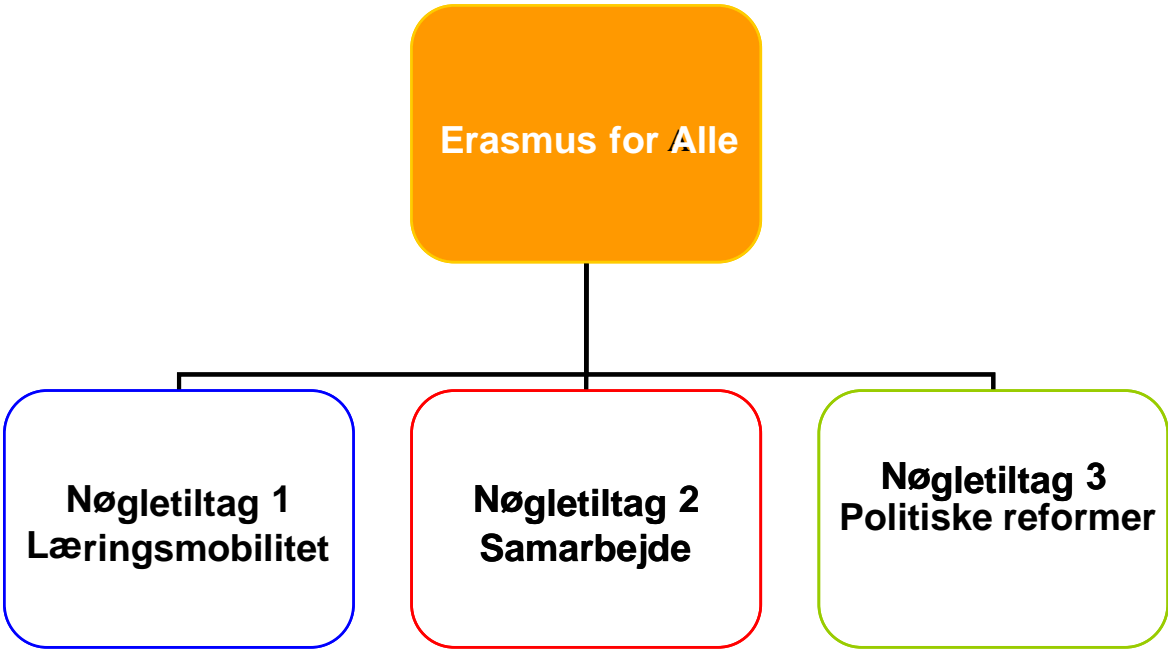 Erasmus for Alle
Nøgletiltag 1
Læringsmobilitet
Nøgletiltag 2
Samarbejde
Nøgletiltag 3
Politiske reformer